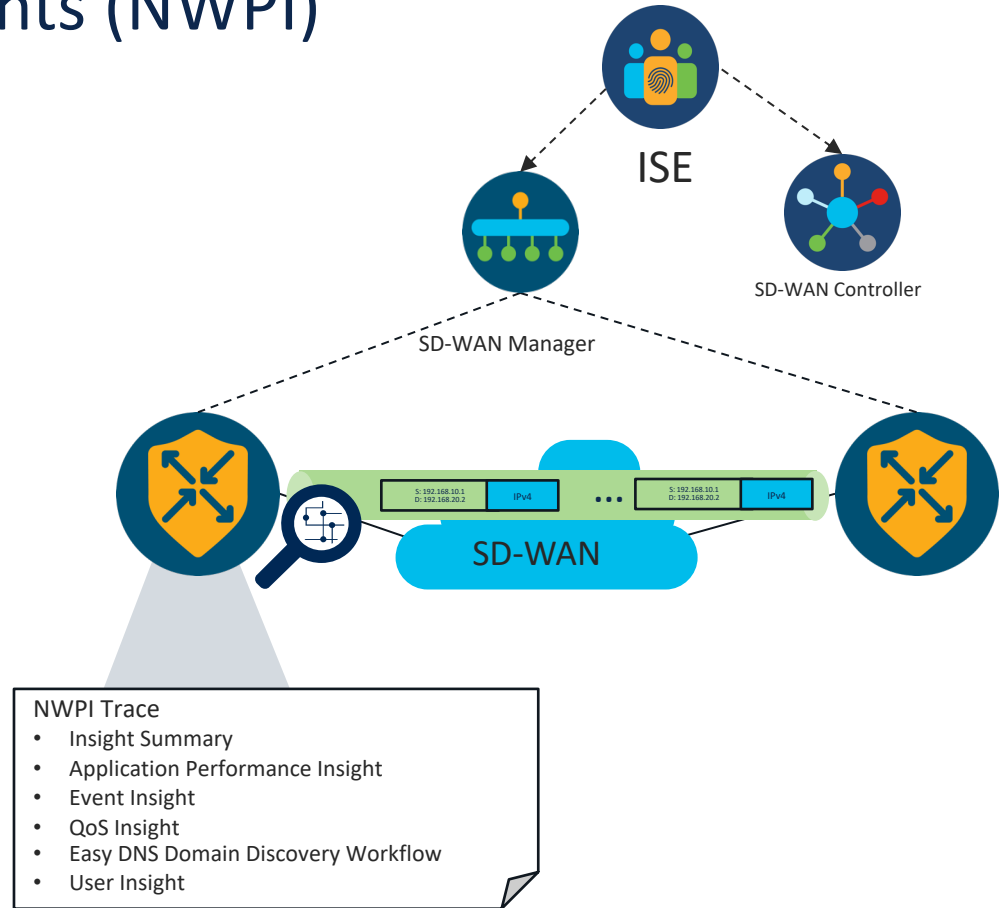 nts (NWPI)
ISE
SD-WAN Controller
SD-WAN Manager
S: 192.168.10.1
D: 192.168.20.2
IPv4
...
S: 192.168.10.1
D: 192.168.20.2
IPv4
SD-WAN
NWPI Trace
• Insight Summary
• Application Performance Insight
• Event Insight
• QoS Insight
• Easy DNS Domain Discovery Workflow
• User Insight